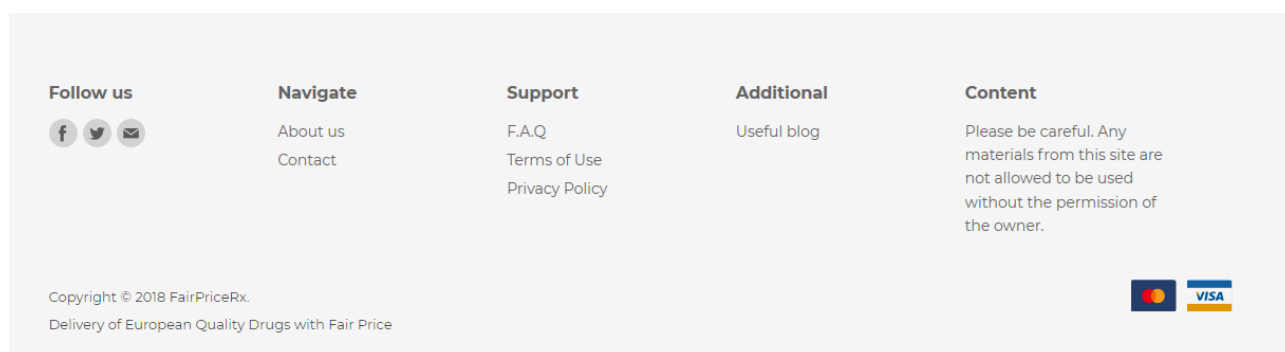 Follow us
Navigate
About us
Contact
Support
F.A.Q
Terms of Use
Privacy Policy
Additional
Useful blog
Content
Please be careful. Any
materials from this site are
not allowed to be used
without the permission of
the owner.
Copyright © 2018 FairPriceRx.
Delivery of European Quality Drugs with Fair Price
VISA